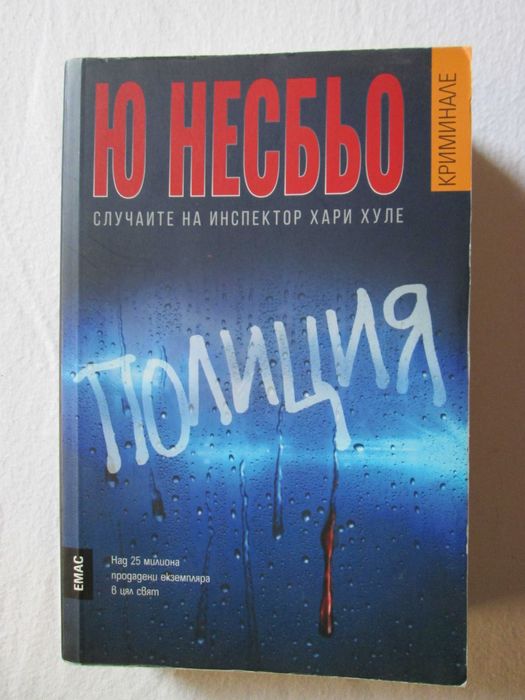 Ю НЕСБЬО
СЛУЧАИТЕ НА ИНСПЕКТОР ХАРИ ХУЛЕ
КРИМИНАЛЕ
ПОЛИЦИЯ
ЕМАС
Над 25 милиона
продадени екземпляра
в цял свят